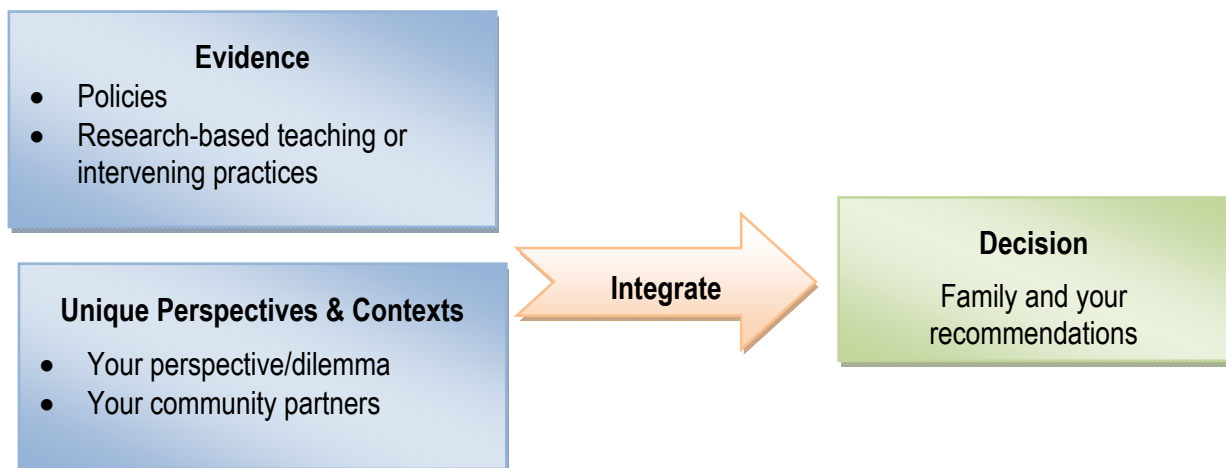 Evidence
• Policies
• Research-based teaching or
intervening practices
Unique Perspectives & Contexts
• Your perspective/dilemma
• Your community partners
Integrate
Decision
Family and your
recommendations